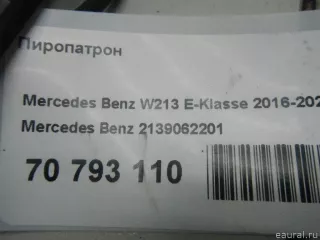 Пиропатрон
Mercedes Benz W213 E-Klasse 2016-202
Mercedes Benz 2139062201
70 793 110
eaural.ru